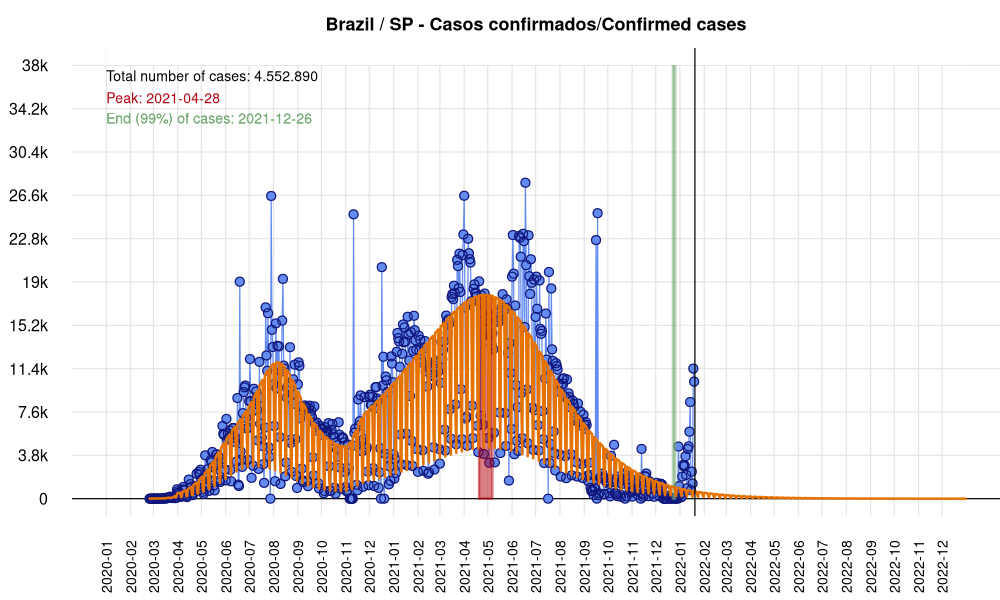 Brazil / SP - Casos confirmados/Confirmed cases
38k
34.2k
30.4k
26.6k
22.8k
19k
15.2k
11.4k
7.6k
3.8k
0
Total number of cases: 4.552.890
Peak: 2021-04-28
End (99%) of cases: 2021-12-26
2020-01
2020-02
2020-03
2020-04
2020-05
2020-06
2020-07
2020-08
2020-09
2020-10
2020-11
2020-12
2021-01
2021-02
2021-03
2021-04
2021-05
2021-06
2021-07
2021-08
2021-09
2021-10
2021-11
2021-12
2022-01
2022-02
2022-03
2022-04
2022-05
2022-06
2022-07
2022-08
2022-09
2022-10
2022-11
2022-12